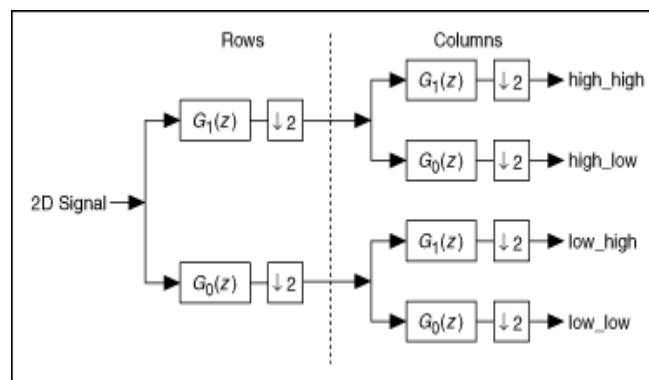 Rows
Columns
G₁(z) ↓2 high_high
G₁(z) ↓2
G₀(z) ↓2 high_low
2D Signal
G₁(z) ↓2 low_high
G₀(z) ↓2
G₀(z) ↓2 low_low